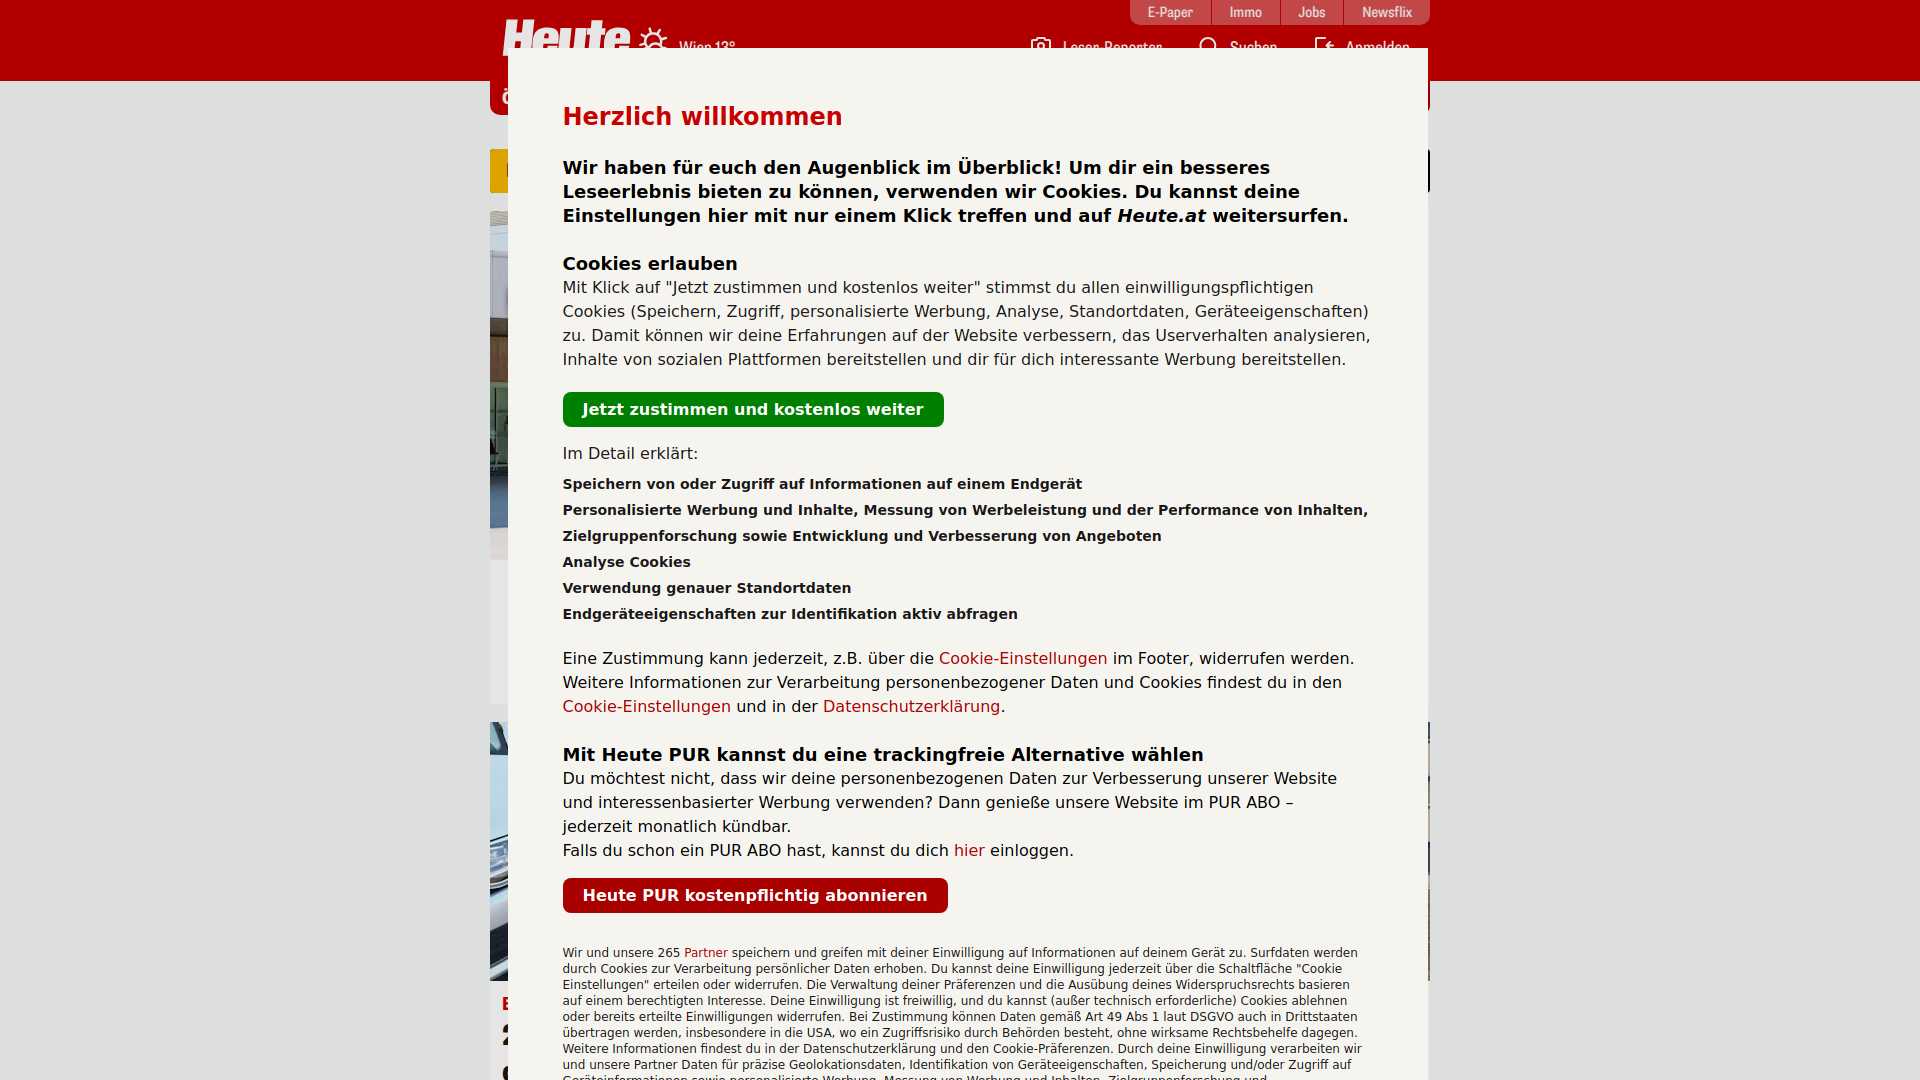 E-Paper
Immo
Jobs
Newsflix
Heute
Wien 13°
Leser-Reporter
Suchen
Anmelden
Herzlich willkommen
Wir haben für euch den Augenblick im Überblick! Um dir ein besseres
Leseerlebnis bieten zu können, verwenden wir Cookies. Du kannst deine
Einstellungen hier mit nur einem Klick treffen und auf Heute.at weitersurfen.
Cookies erlauben
Mit Klick auf "Jetzt zustimmen und kostenlos weiter" stimmst du allen einwilligungspflichtigen
Cookies (Speichern, Zugriff, personalisierte Werbung, Analyse, Standortdaten, Geräteeigenschaften)
zu. Damit können wir deine Erfahrungen auf der Website verbessern, das Userverhalten analysieren,
Inhalte von sozialen Plattformen bereitstellen und dir für dich interessante Werbung bereitstellen.
Jetzt zustimmen und kostenlos weiter
Im Detail erklärt:
Speichern von oder Zugriff auf Informationen auf einem Endgerät
Personalisierte Werbung und Inhalte, Messung von Werbeleistung und der Performance von Inhalten,
Zielgruppenforschung sowie Entwicklung und Verbesserung von Angeboten
Analyse Cookies
Verwendung genauer Standortdaten
Endgeräteeigenschaften zur Identifikation aktiv abfragen
Eine Zustimmung kann jederzeit, z.B. über die Cookie-Einstellungen im Footer, widerrufen werden.
Weitere Informationen zur Verarbeitung personenbezogener Daten und Cookies findest du in den
Cookie-Einstellungen und in der Datenschutzerklärung.
Mit Heute PUR kannst du eine trackingfreie Alternative wählen
Du möchtest nicht, dass wir deine personenbezogenen Daten zur Verbesserung unserer Website
und interessenbasierter Werbung verwenden? Dann genieße unsere Website im PUR ABO –
jederzeit monatlich kündbar.
Falls du schon ein PUR ABO hast, kannst du dich hier einloggen.
Heute PUR kostenpflichtig abonnieren
Wir und unsere 265 Partner speichern und greifen mit deiner Einwilligung auf Informationen auf deinem Gerät zu. Surfdaten werden
durch Cookies zur Verarbeitung persönlicher Daten erhoben. Du kannst deine Einwilligung jederzeit über die Schaltfläche "Cookie
Einstellungen" erteilen oder widerrufen. Die Verwaltung deiner Präferenzen und die Ausübung deines Widerspruchsrechts basieren
auf einem berechtigten Interesse. Deine Einwilligung ist freiwillig, und du kannst (außer technisch erforderliche) Cookies ablehnen
oder bereits erteilte Einwilligungen widerrufen. Bei Zustimmung können Daten gemäß Art 49 Abs 1 laut DSGVO auch in Drittstaaten
übertragen werden, insbesondere in die USA, wo ein Zugriffsrisiko durch Behörden besteht, ohne wirksame Rechtsbehelfe dagegen.
Weitere Informationen findest du in der Datenschutzerklärung und den Cookie-Präferenzen. Durch deine Einwilligung verarbeiten wir
und unsere Partner Daten für präzise Geolokationsdaten, Identifikation von Geräteeigenschaften, Speicherung und/oder Zugriff auf
Geräteinformationen sowie personalisierte Werbung, Messung von Werbung und Inhalten, Zielgruppenforschung und